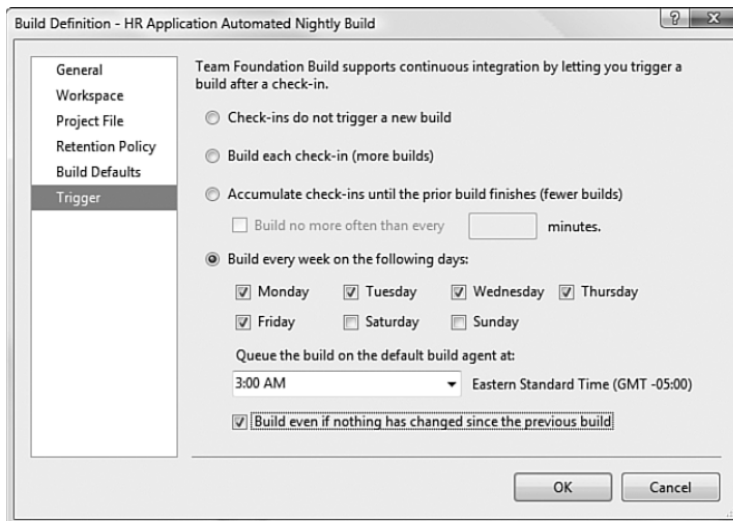 Build Definition - HR Application Automated Nightly Build
?
General
Workspace
Project File
Retention Policy
Build Defaults
Trigger
Team Foundation Build supports continuous integration by letting you trigger a
build after a check-in.
Check-ins do not trigger a new build
Build each check-in (more builds)
Accumulate check-ins until the prior build finishes (fewer builds)
Build no more often than every minutes.
Build every week on the following days:
Monday Tuesday Wednesday Thursday
Friday Saturday Sunday
Queue the build on the default build agent at:
3:00 AM Eastern Standard Time (GMT -05:00)
Build even if nothing has changed since the previous build
OK Cancel